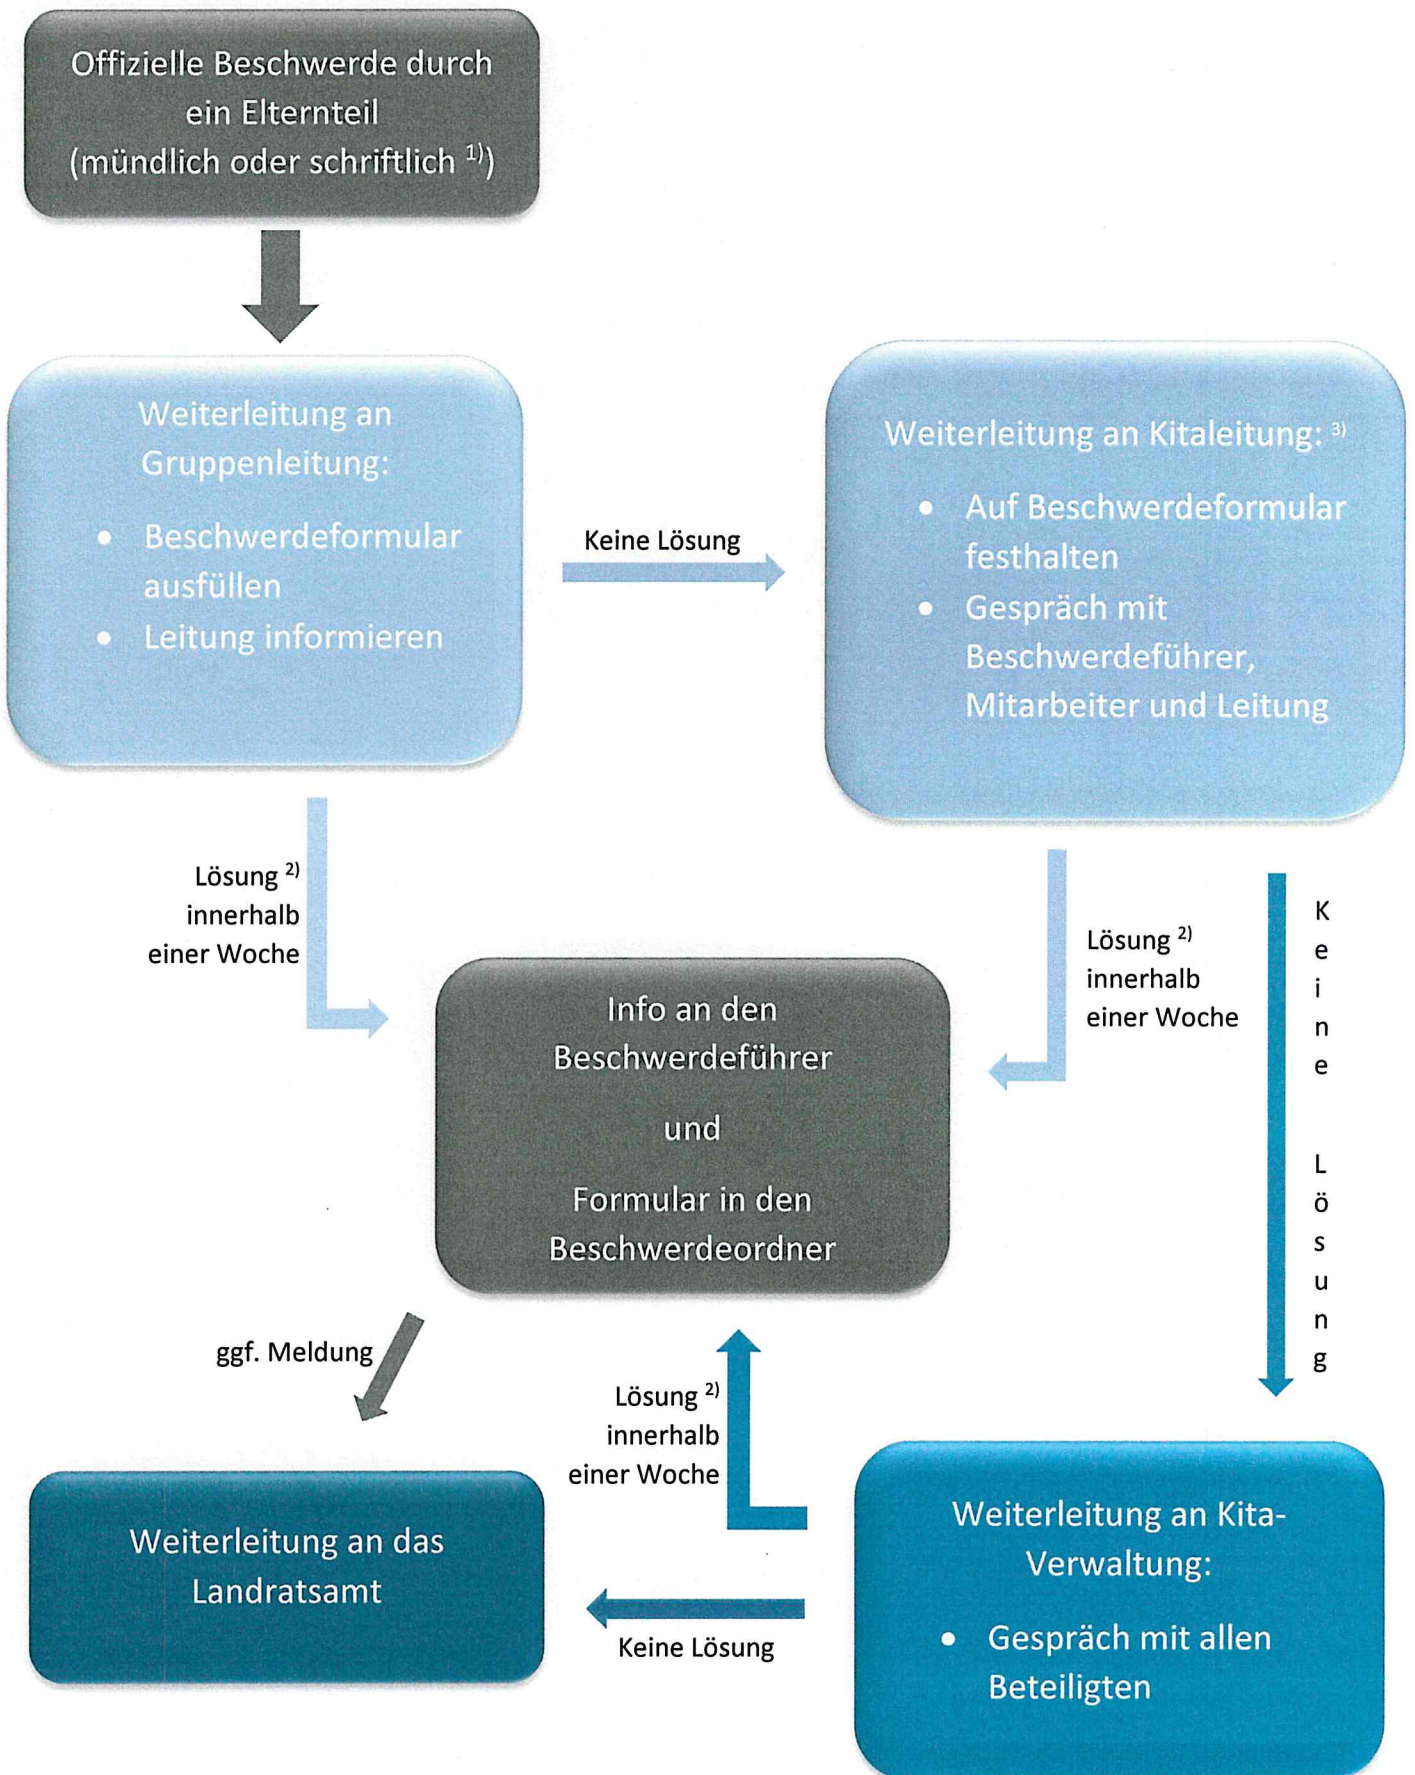 Offizielle Beschwerde durch
ein Elternteil
(mündlich oder schriftlich ¹⁾)
Weiterleitung an
Gruppenleitung:
• Beschwerdeformular
ausfüllen
• Leitung informieren
Keine Lösung
Weiterleitung an Kitaleitung: ³⁾
• Auf Beschwerdeformular
festhalten
• Gespräch mit
Beschwerdeführer,
Mitarbeiter und Leitung
Lösung ²⁾
innerhalb
einer Woche
Lösung ²⁾
innerhalb
einer Woche
Keine Lösung
Info an den
Beschwerdeführer
und
Formular in den
Beschwerdeordner
ggf. Meldung
Lösung ²⁾
innerhalb
einer Woche
Weiterleitung an das
Landratsamt
Keine Lösung
Weiterleitung an Kita-
Verwaltung:
• Gespräch mit allen
Beteiligten